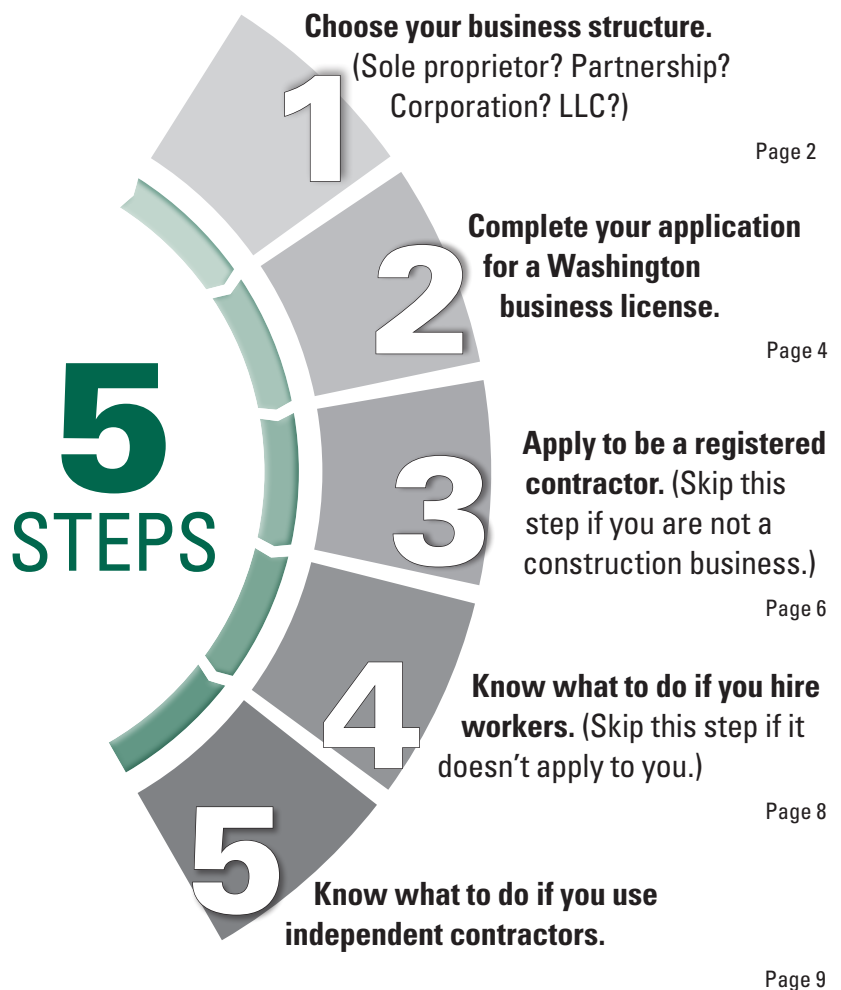 5
STEPS
1
Choose your business structure.
(Sole proprietor? Partnership?
Corporation? LLC?)
Page 2
2
Complete your application
for a Washington
business license.
Page 4
3
Apply to be a registered
contractor. (Skip this
step if you are not a
construction business.)
Page 6
4
Know what to do if you hire
workers. (Skip this step if it
doesn’t apply to you.)
Page 8
5
Know what to do if you use
independent contractors.
Page 9